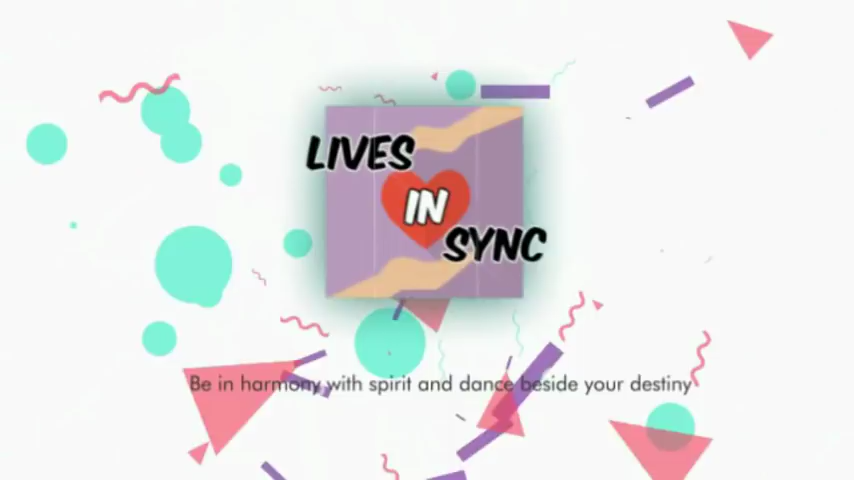 LIVES
IN
SYNC
Be in harmony with spirit and dance beside your destiny